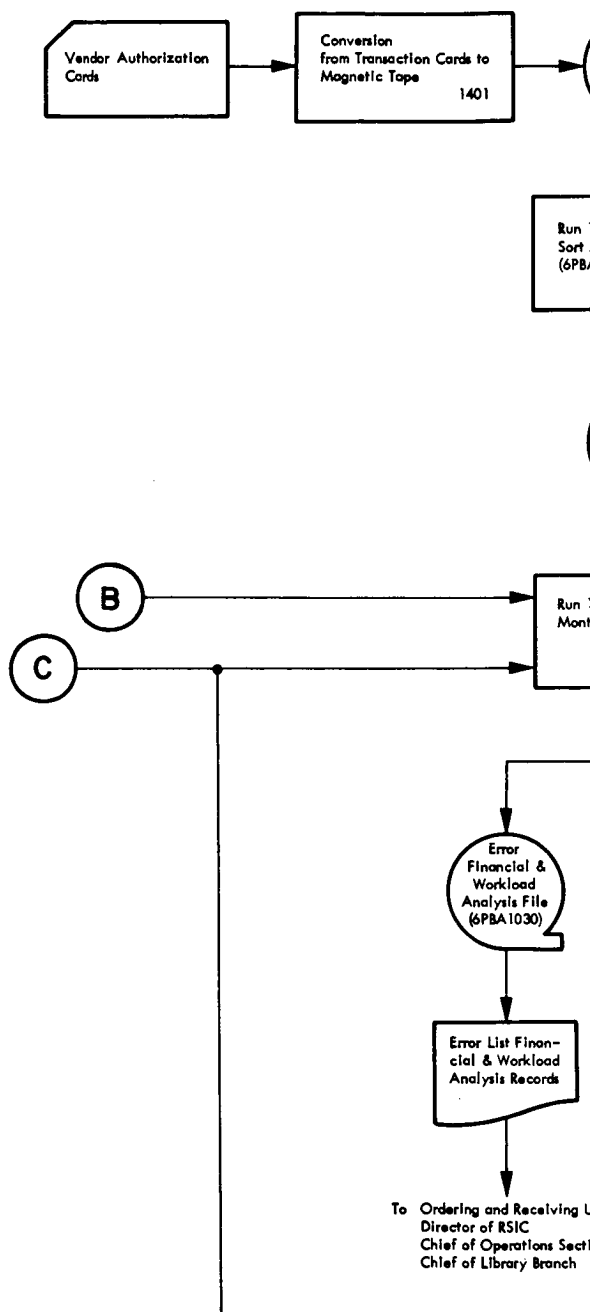 Vendor Authorization
Cards
Conversion
from Transaction Cards to
Magnetic Tape
1401
Run
Sort
(6PBA
B
Run
Mont
C
Error
Financial &
Workload
Analysis File
(6PBA1030)
Error List Finan-
cial & Workload
Analysis Records
To Ordering and Receiving U
Director of RSIC
Chief of Operations Secti
Chief of Library Branch